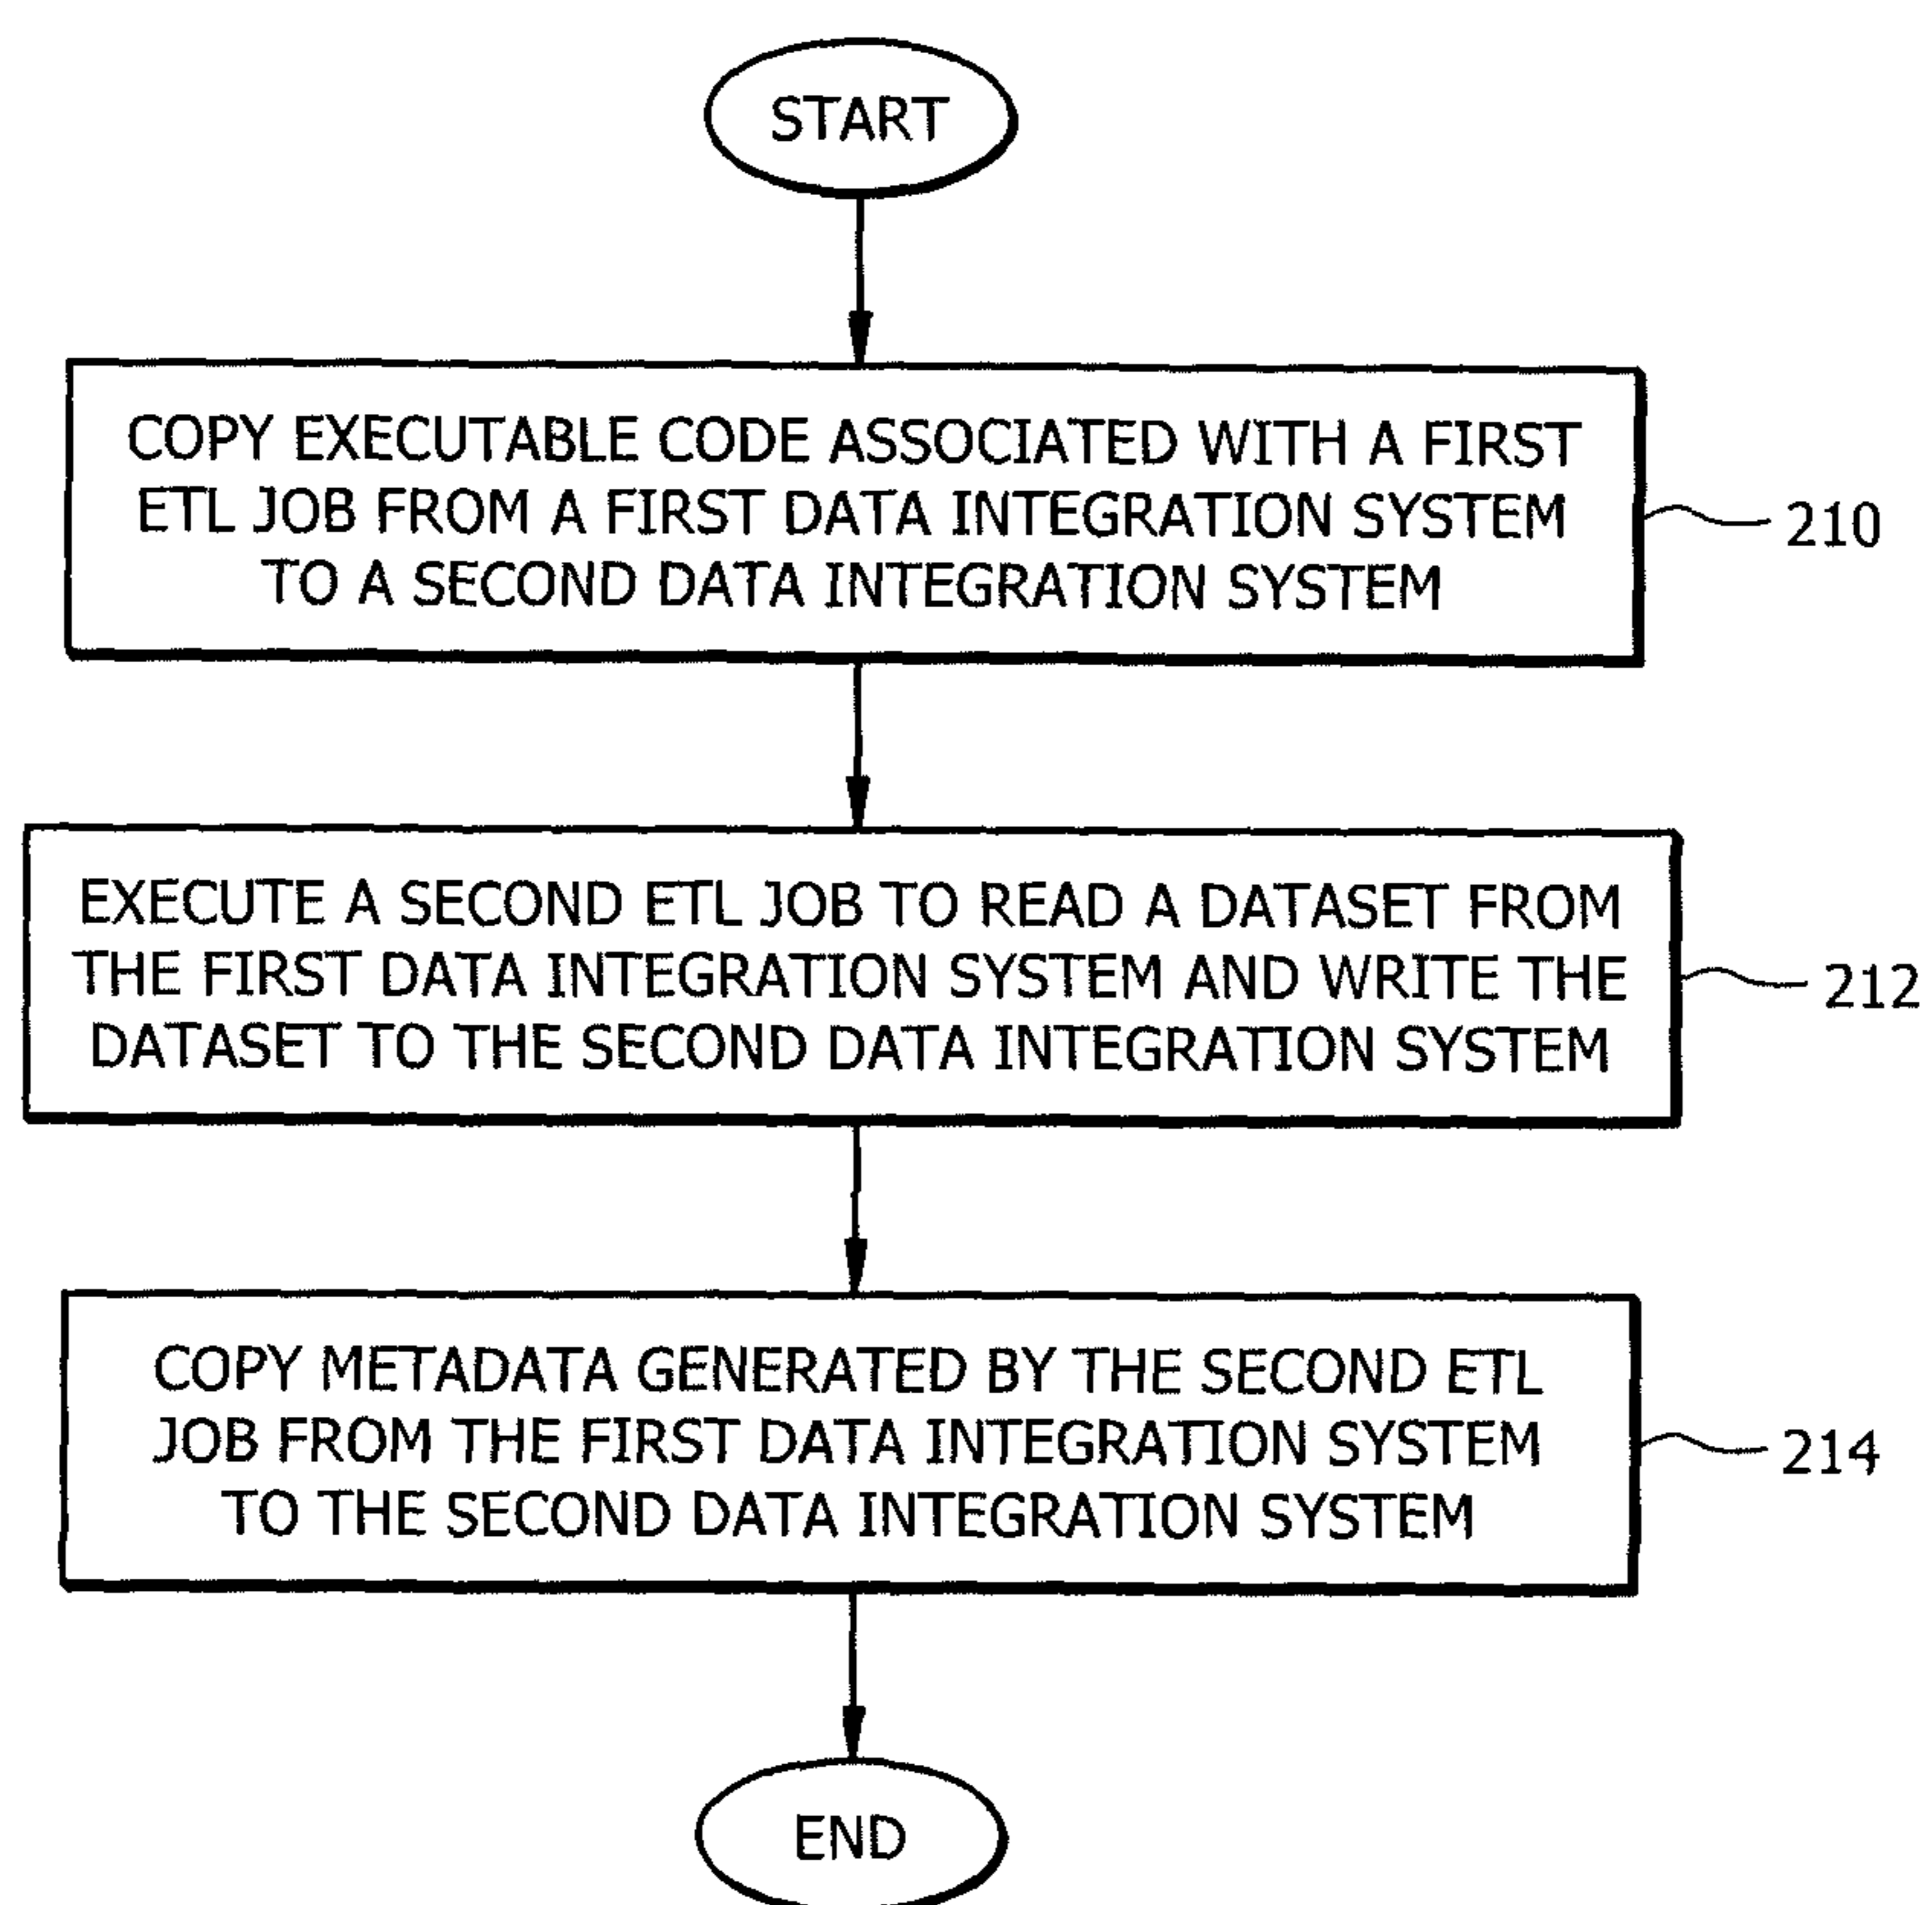 START
COPY EXECUTABLE CODE ASSOCIATED WITH A FIRST
ETL JOB FROM A FIRST DATA INTEGRATION SYSTEM
TO A SECOND DATA INTEGRATION SYSTEM
210
EXECUTE A SECOND ETL JOB TO READ A DATASET FROM
THE FIRST DATA INTEGRATION SYSTEM AND WRITE THE
DATASET TO THE SECOND DATA INTEGRATION SYSTEM
212
COPY METADATA GENERATED BY THE SECOND ETL
JOB FROM THE FIRST DATA INTEGRATION SYSTEM
TO THE SECOND DATA INTEGRATION SYSTEM
214
END